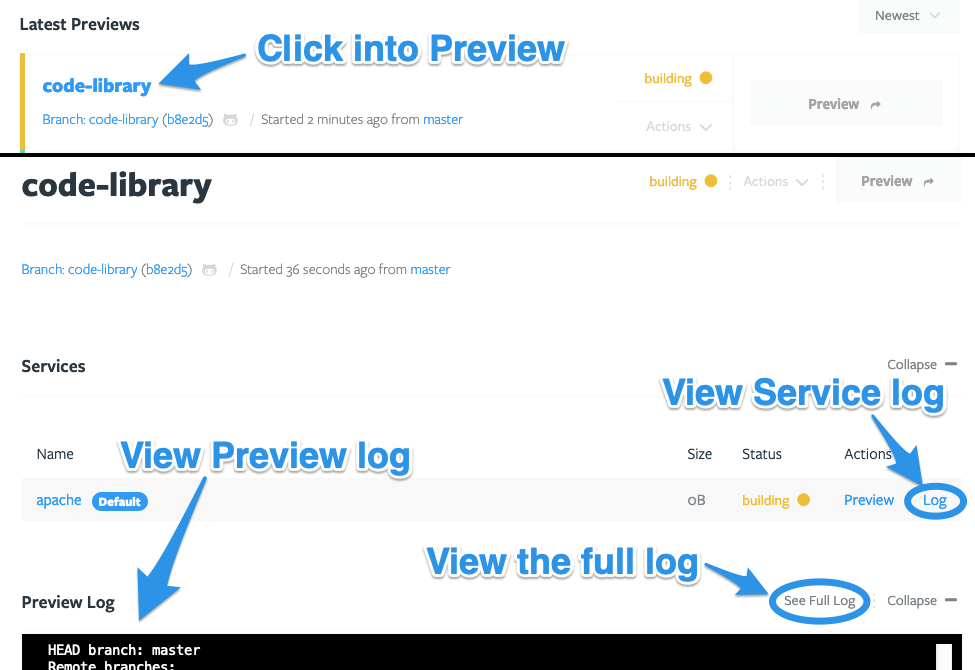 Latest Previews
Newest
Click into Preview
code-library
building
Preview
Branch: code-library (b8e2d5) / Started 2 minutes ago from master
Actions
code-library
building
Actions
Preview
Branch: code-library (b8e2d5) / Started 36 seconds ago from master
Services
Collapse
View Service log
View Preview log
Name Size Status Actions
apache Default 0B building Preview Log
View the full log
Preview Log See Full Log Collapse
HEAD branch: master
Remote branches: